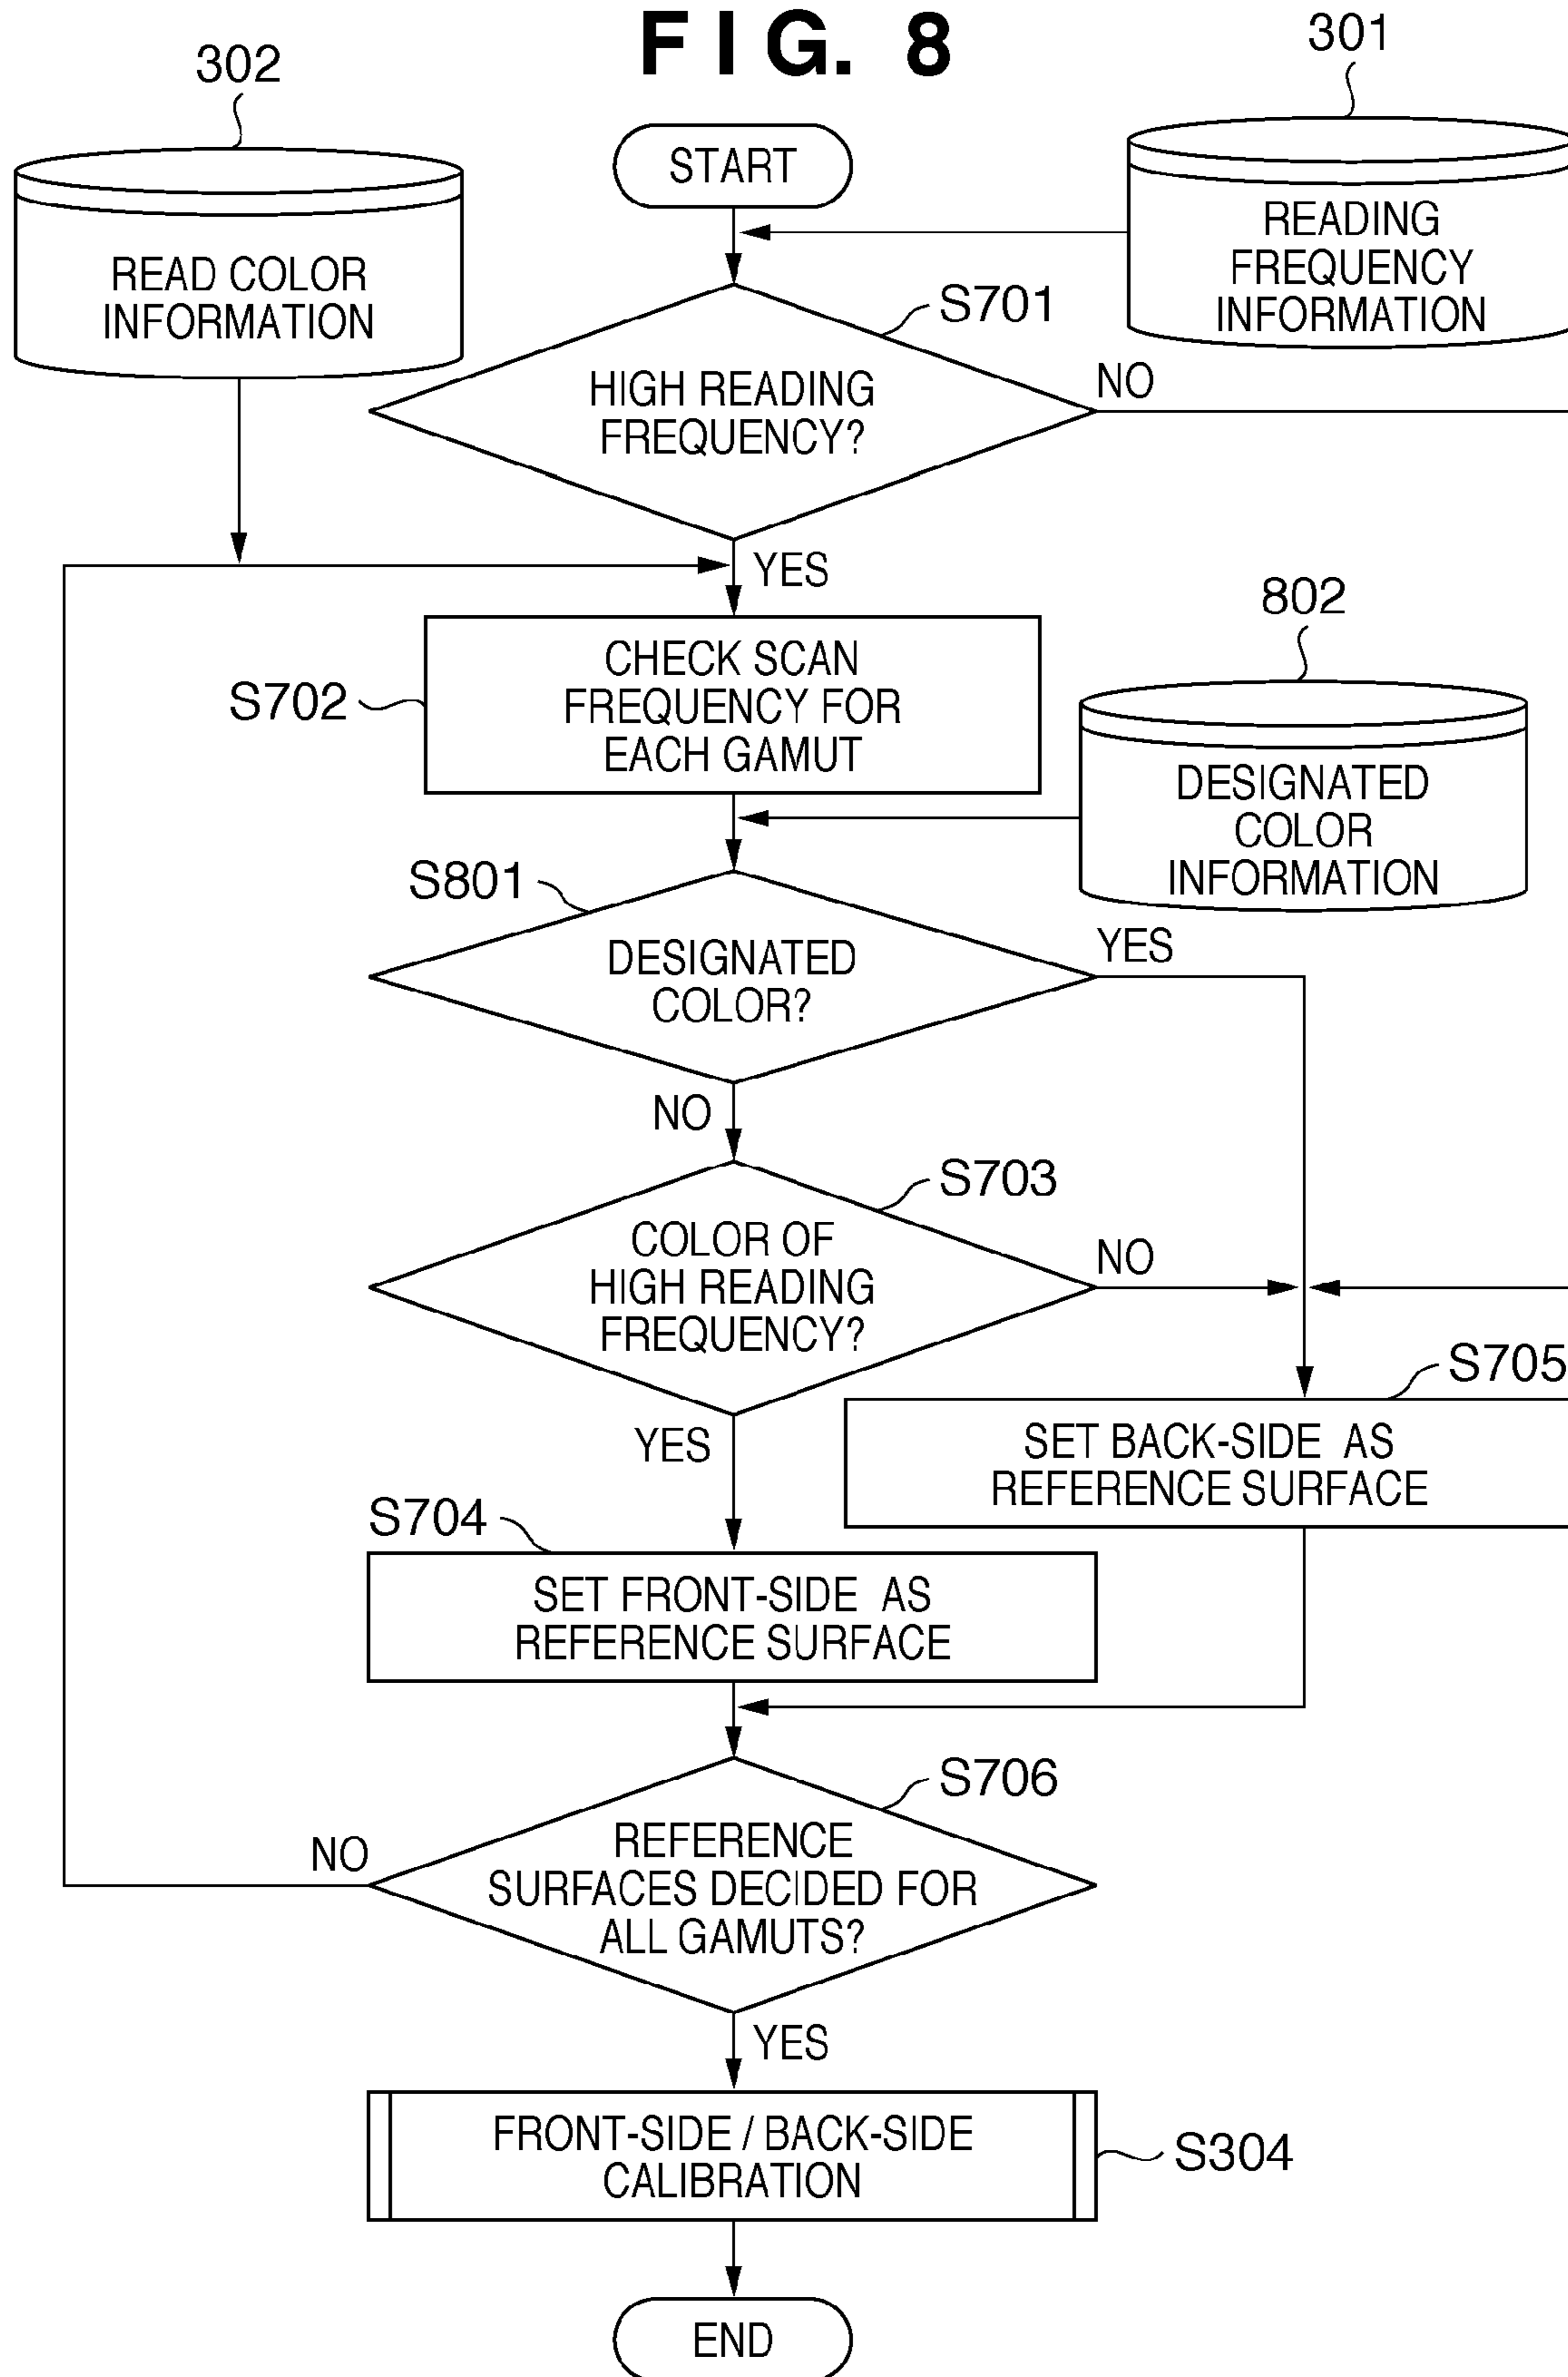 FIG. 8
302
301
START
READ COLOR
INFORMATION
READING
FREQUENCY
INFORMATION
S701
HIGH READING
FREQUENCY?
NO
YES
802
S702
CHECK SCAN
FREQUENCY FOR
EACH GAMUT
DESIGNATED
COLOR
INFORMATION
S801
DESIGNATED
COLOR?
YES
NO
S703
COLOR OF
HIGH READING
FREQUENCY?
NO
YES
S705
SET BACK-SIDE AS
REFERENCE SURFACE
S704
SET FRONT-SIDE AS
REFERENCE SURFACE
S706
REFERENCE
SURFACES DECIDED FOR
ALL GAMUTS?
NO
YES
FRONT-SIDE / BACK-SIDE
CALIBRATION
S304
END